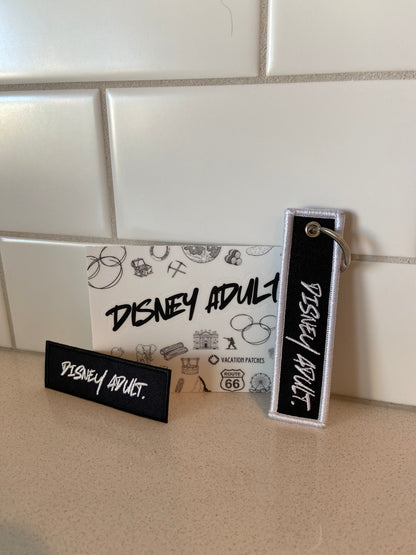 DISNEY ADULT
VACATION PATCHES
ROUTE
66
DISNEY ADULT.
DISNEY ADULT.